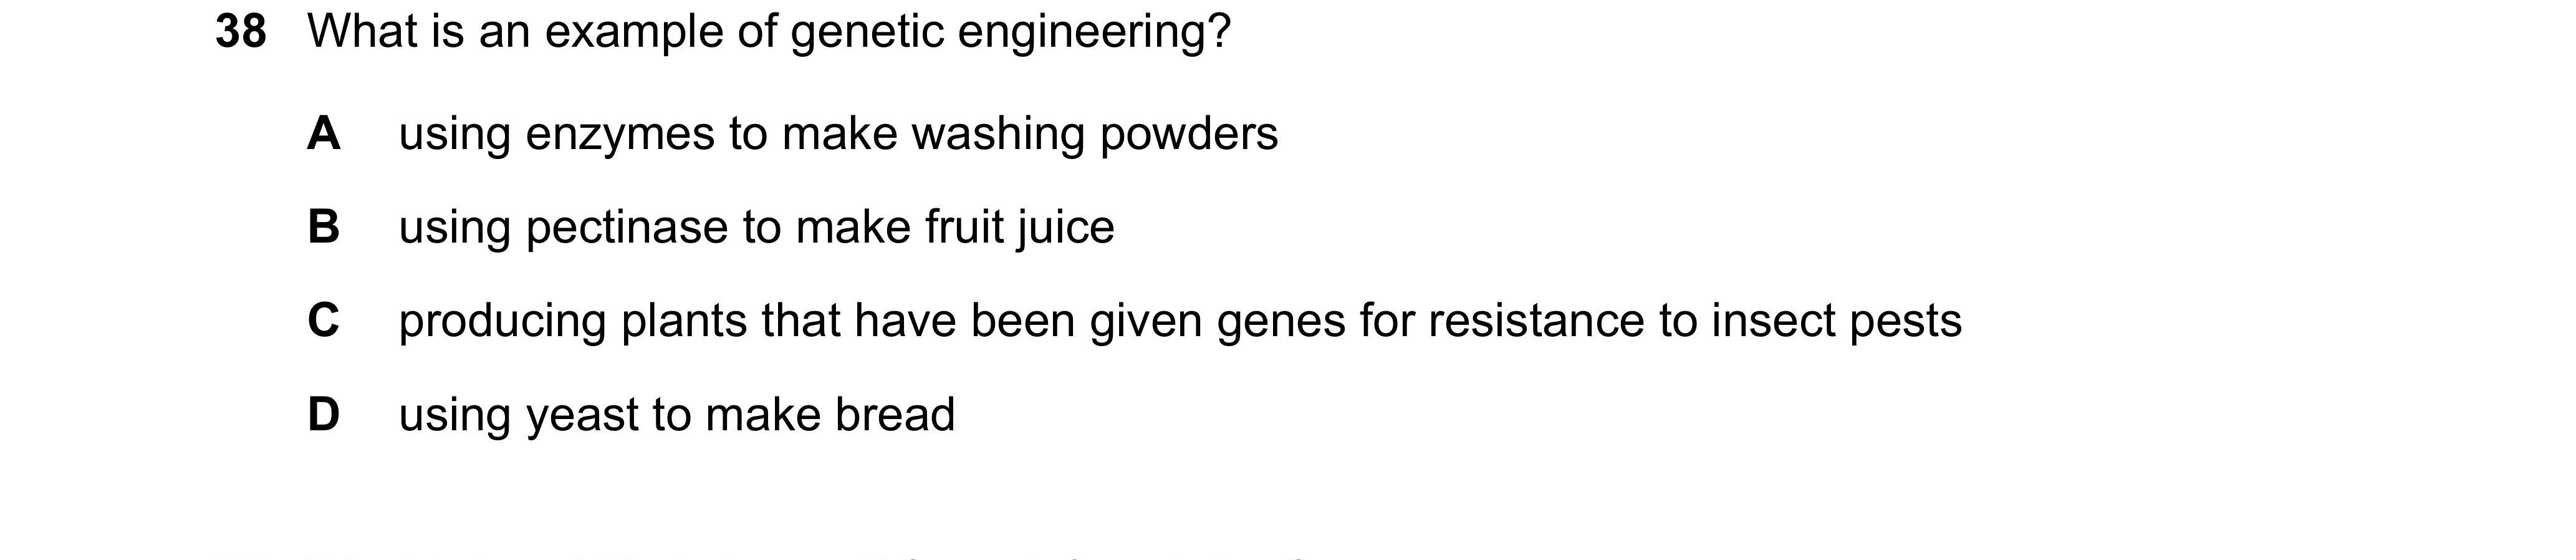 38 What is an example of genetic engineering?
A using enzymes to make washing powders
B using pectinase to make fruit juice
C producing plants that have been given genes for resistance to insect pests
D using yeast to make bread